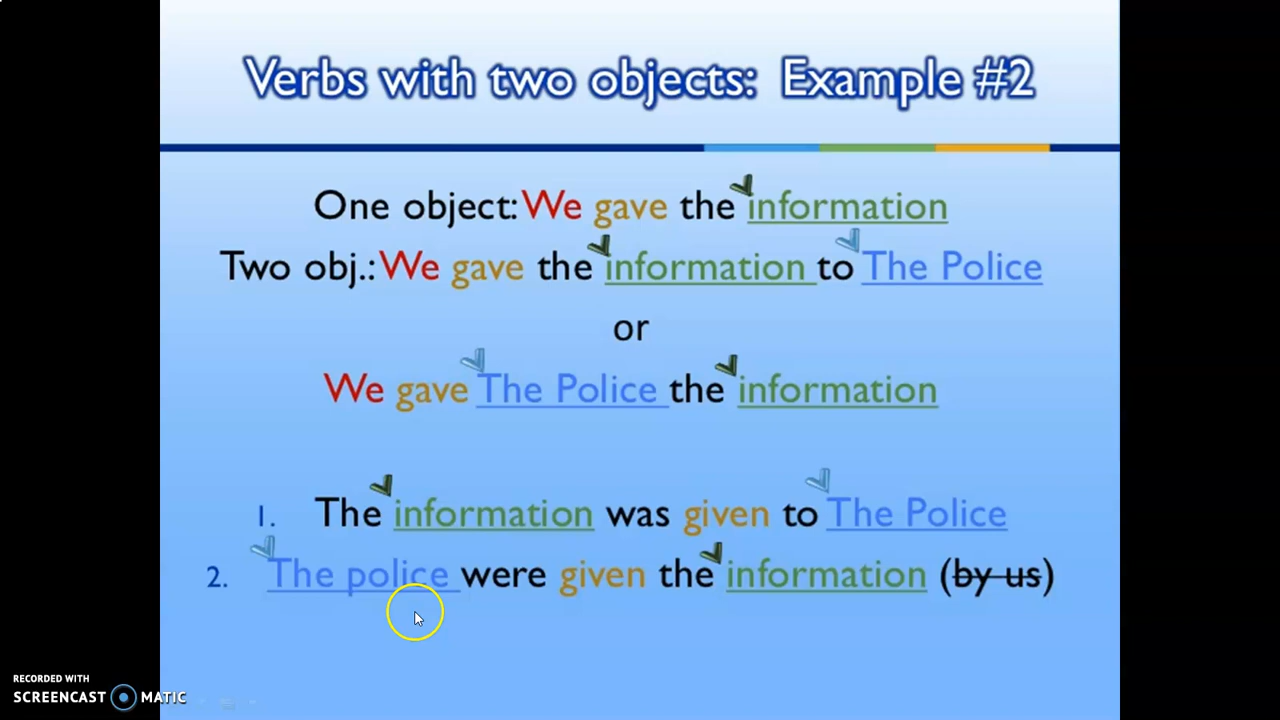 Verbs with two objects: Example #2
One object: We gave the information
Two obj.: We gave the information to The Police
or
We gave The Police the information
1. The information was given to The Police
2. The police were given the information (by us)
RECORDED WITH
SCREENCAST MATIC